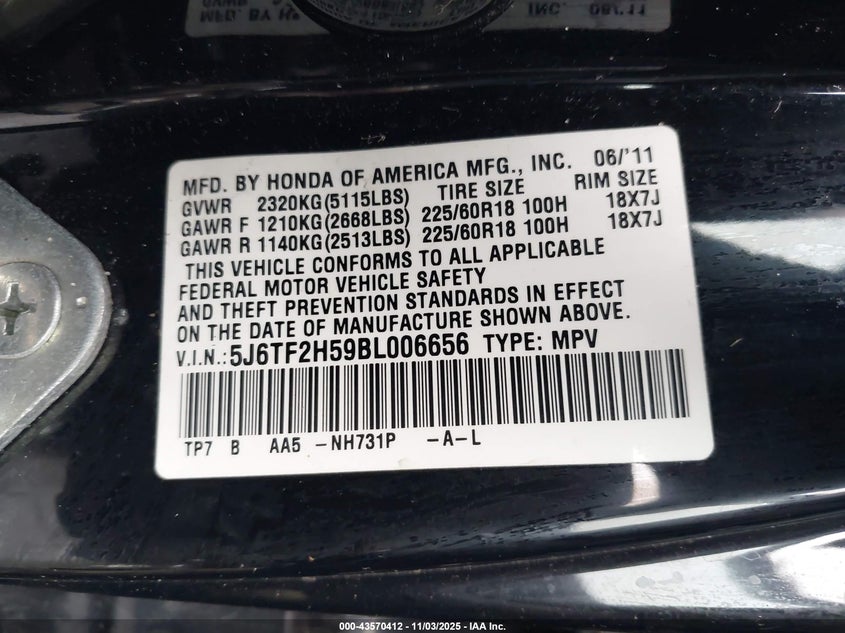 MFD. BY HONDA OF AMERICA MFG., INC. 06/'11
GVWR 2320KG(5115LBS) TIRE SIZE RIM SIZE
GAWR F 1210KG(2668LBS) 225/60R18 100H 18X7J
GAWR R 1140KG(2513LBS) 225/60R18 100H 18X7J
THIS VEHICLE CONFORMS TO ALL APPLICABLE
FEDERAL MOTOR VEHICLE SAFETY
AND THEFT PREVENTION STANDARDS IN EFFECT
ON THE DATE OF MANUFACTURE SHOWN ABOVE.
V.I.N.:5J6TF2H59BL006656 TYPE: MPV
TP7 B AA5 -NH731P -A-L
000-43570412 - 11/03/2025 - IAA Inc.